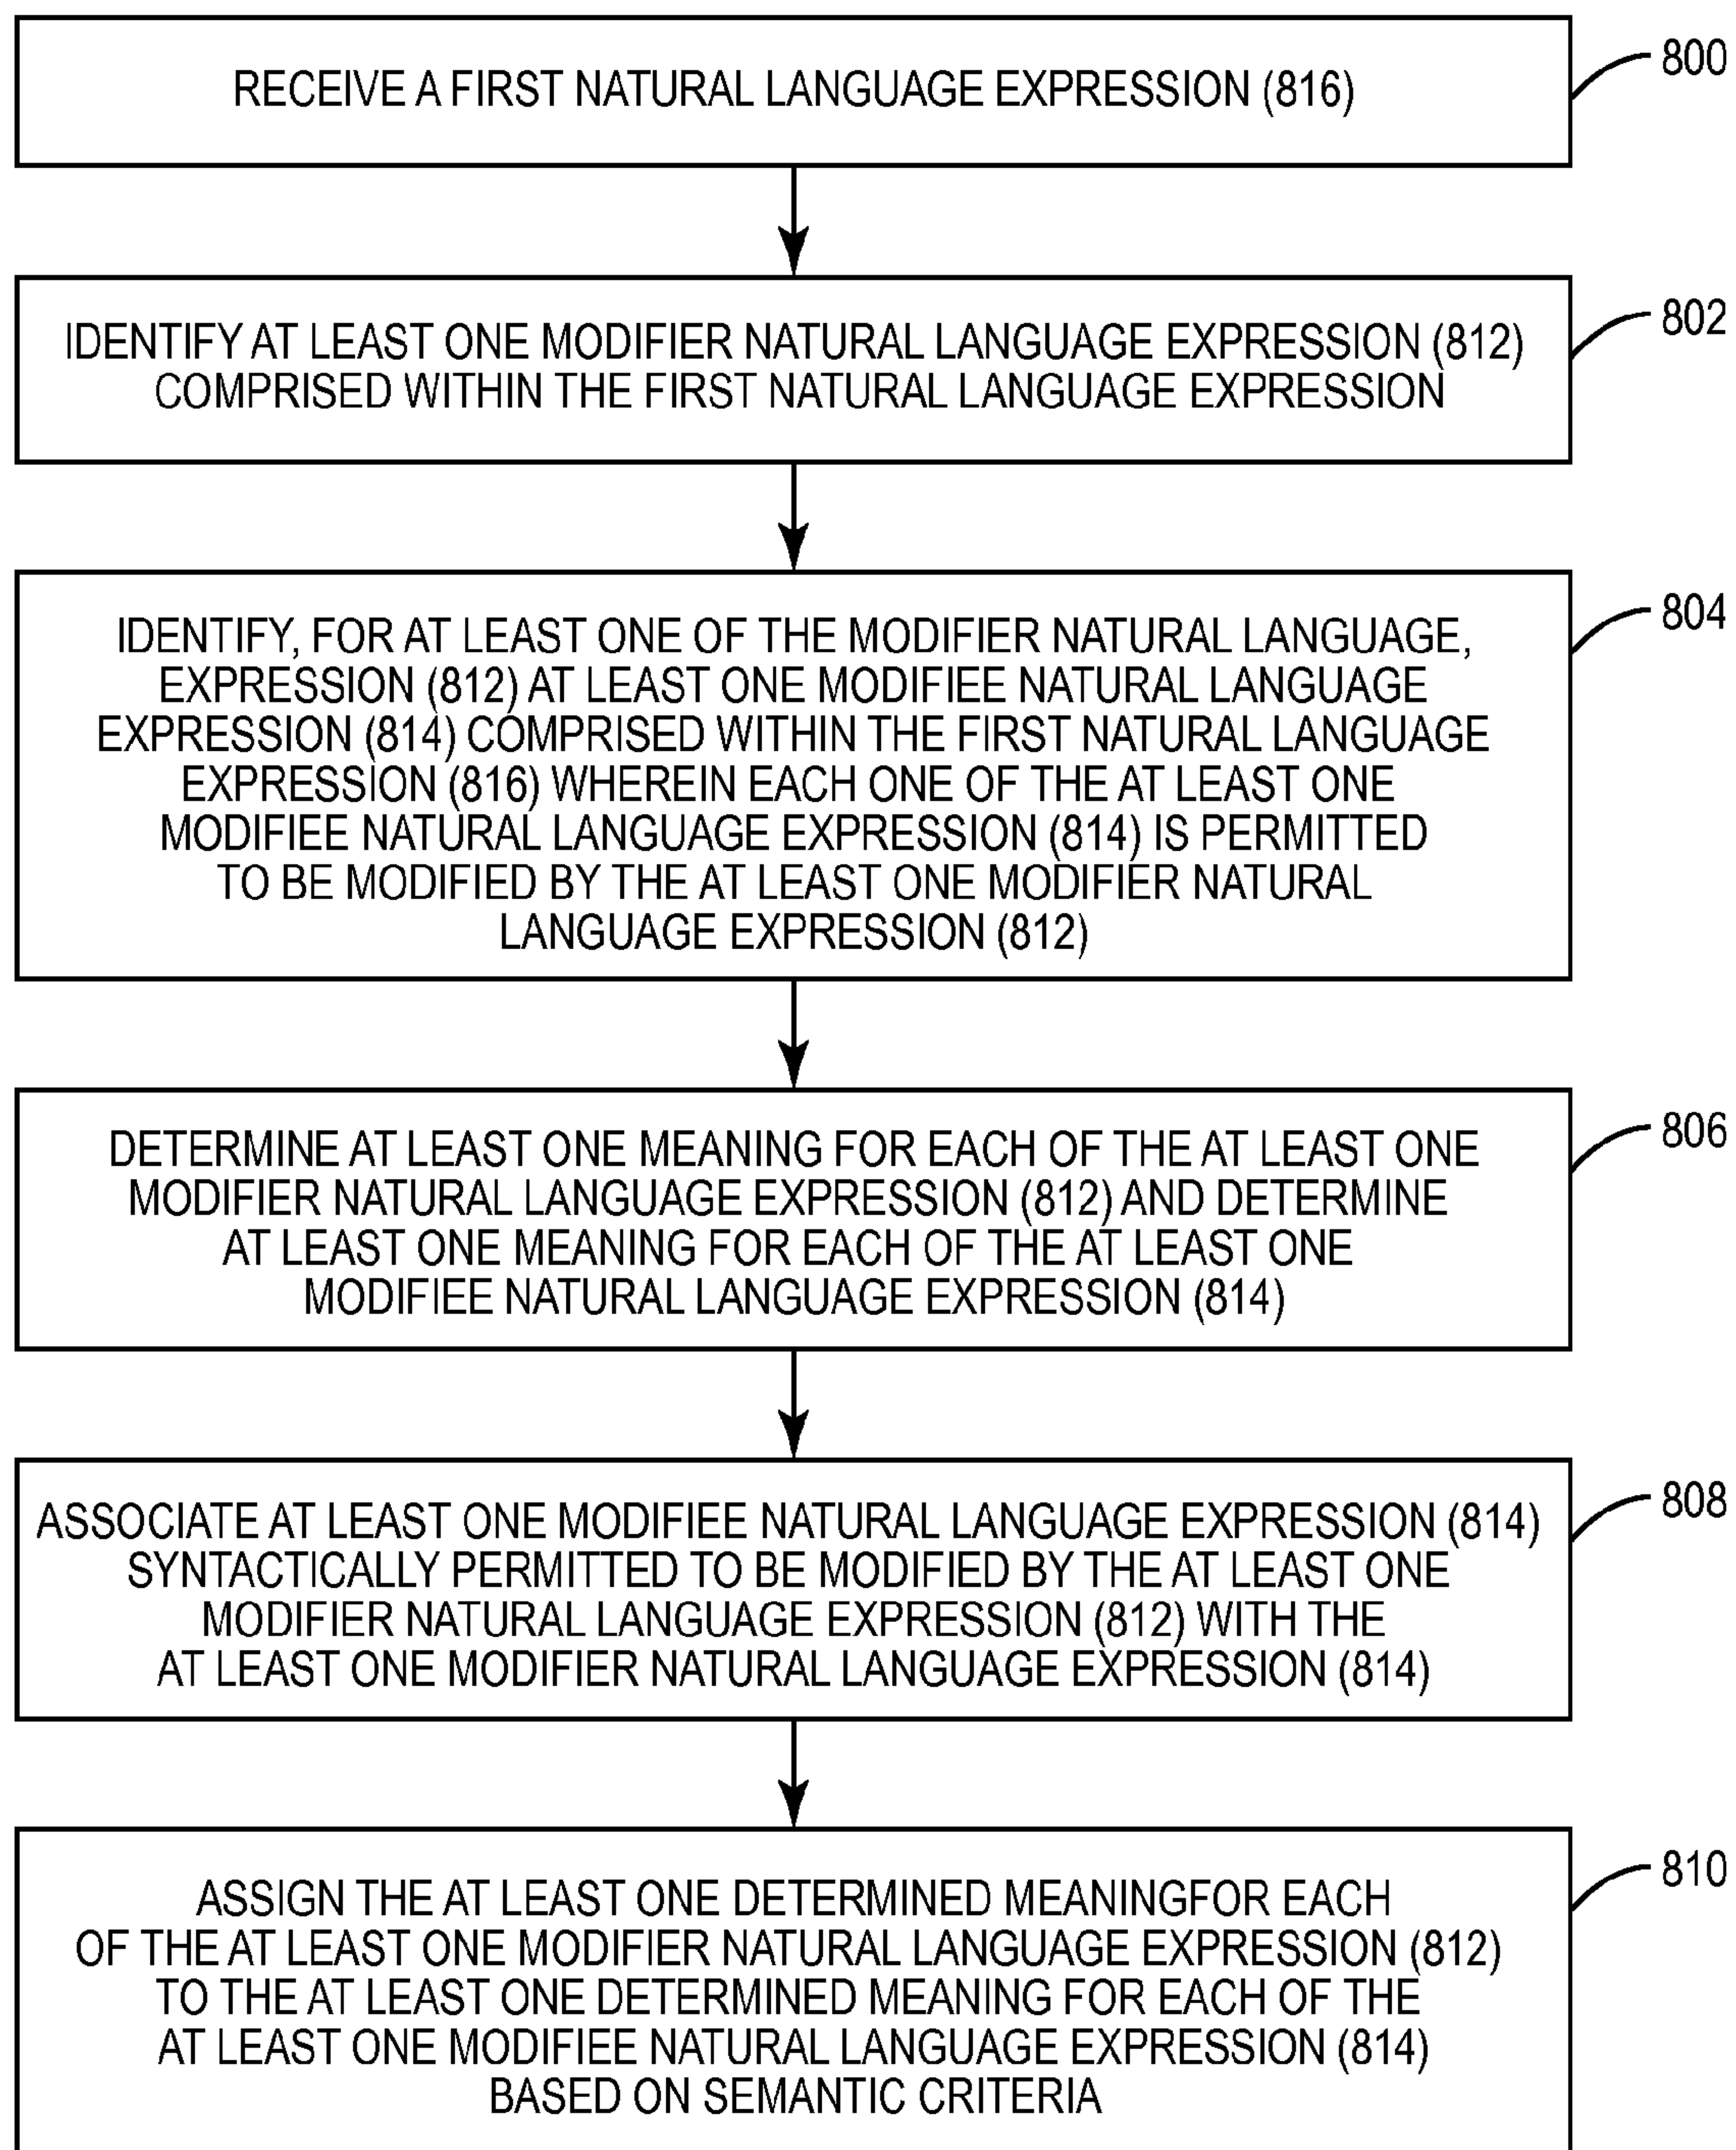 RECEIVE A FIRST NATURAL LANGUAGE EXPRESSION (816)
800
IDENTIFY AT LEAST ONE MODIFIER NATURAL LANGUAGE EXPRESSION (812)
COMPRISED WITHIN THE FIRST NATURAL LANGUAGE EXPRESSION
802
IDENTIFY, FOR AT LEAST ONE OF THE MODIFIER NATURAL LANGUAGE,
EXPRESSION (812) AT LEAST ONE MODIFIEE NATURAL LANGUAGE
EXPRESSION (814) COMPRISED WITHIN THE FIRST NATURAL LANGUAGE
EXPRESSION (816) WHEREIN EACH ONE OF THE AT LEAST ONE
MODIFIEE NATURAL LANGUAGE EXPRESSION (814) IS PERMITTED
TO BE MODIFIED BY THE AT LEAST ONE MODIFIER NATURAL
LANGUAGE EXPRESSION (812)
804
DETERMINE AT LEAST ONE MEANING FOR EACH OF THE AT LEAST ONE
MODIFIER NATURAL LANGUAGE EXPRESSION (812) AND DETERMINE
AT LEAST ONE MEANING FOR EACH OF THE AT LEAST ONE
MODIFIEE NATURAL LANGUAGE EXPRESSION (814)
806
ASSOCIATE AT LEAST ONE MODIFIEE NATURAL LANGUAGE EXPRESSION (814)
SYNTACTICALLY PERMITTED TO BE MODIFIED BY THE AT LEAST ONE
MODIFIER NATURAL LANGUAGE EXPRESSION (812) WITH THE
AT LEAST ONE MODIFIER NATURAL LANGUAGE EXPRESSION (814)
808
ASSIGN THE AT LEAST ONE DETERMINED MEANINGFOR EACH
OF THE AT LEAST ONE MODIFIER NATURAL LANGUAGE EXPRESSION (812)
TO THE AT LEAST ONE DETERMINED MEANING FOR EACH OF THE
AT LEAST ONE MODIFIEE NATURAL LANGUAGE EXPRESSION (814)
BASED ON SEMANTIC CRITERIA
810